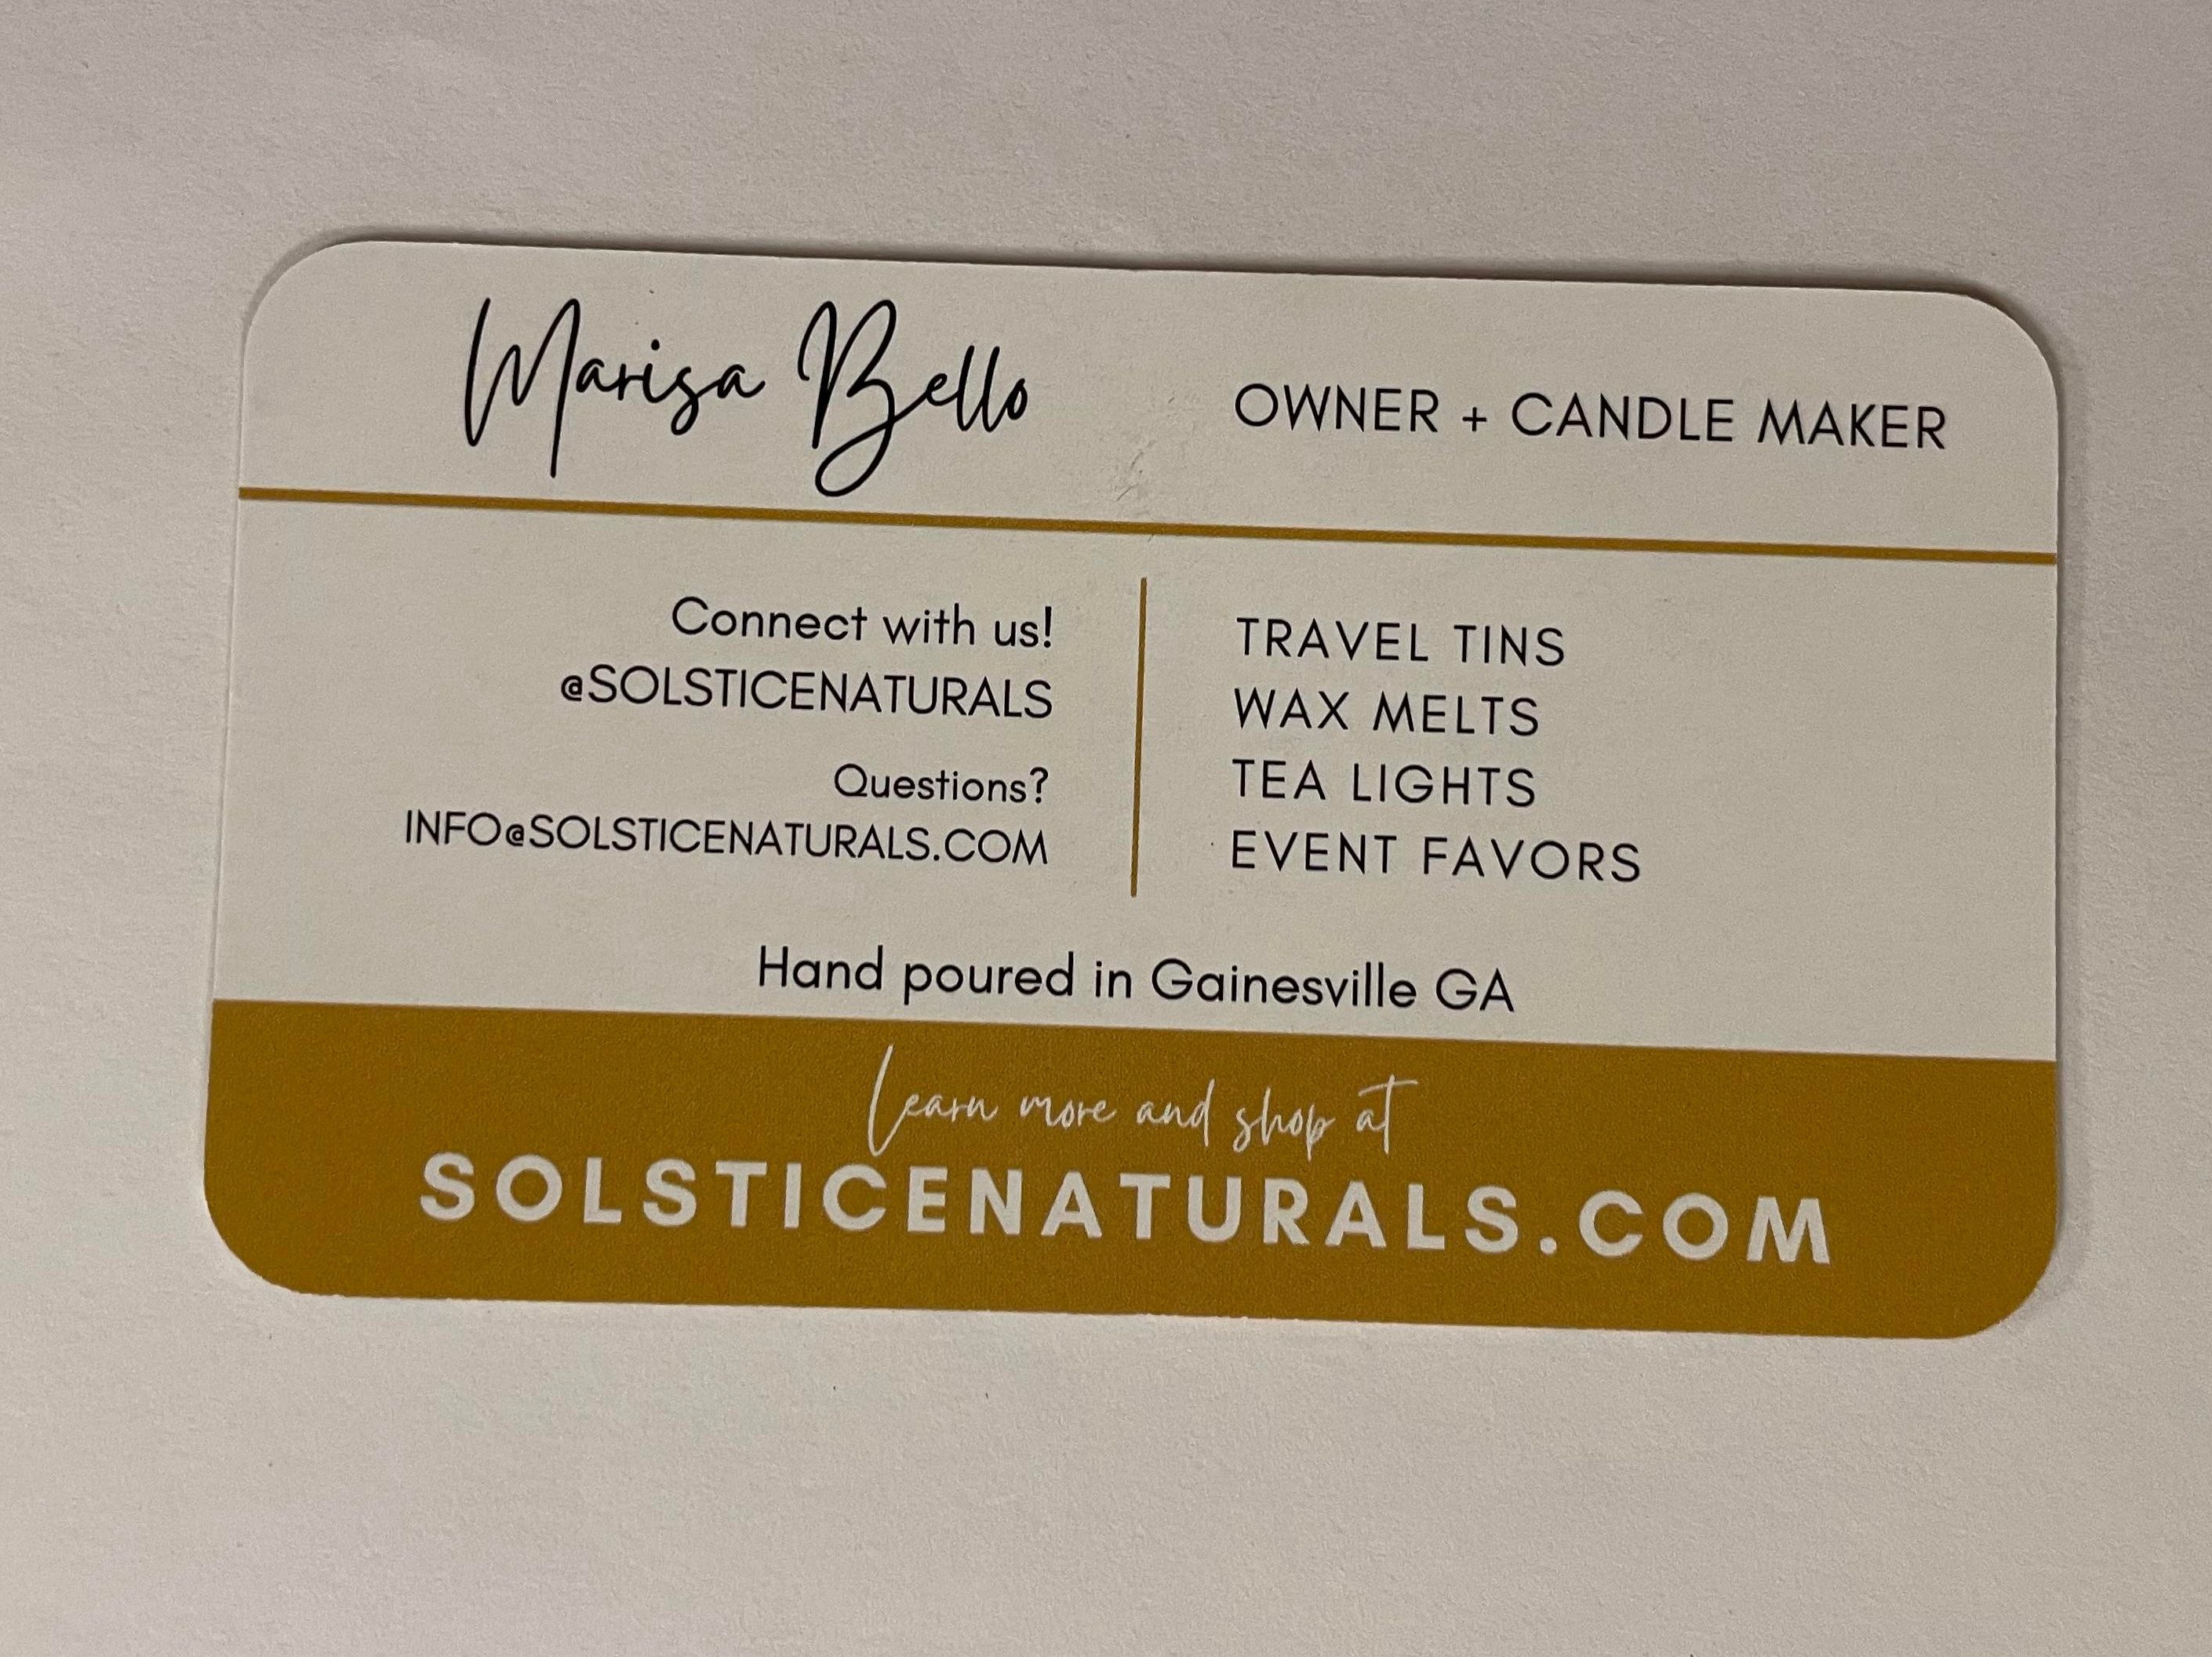 Marisa Bello
OWNER + CANDLE MAKER
Connect with us!
@SOLSTICENATURALS
Questions?
INFO@SOLSTICENATURALS.COM
TRAVEL TINS
WAX MELTS
TEA LIGHTS
EVENT FAVORS
Hand poured in Gainesville GA
Learn more and shop at
SOLSTICENATURALS.COM